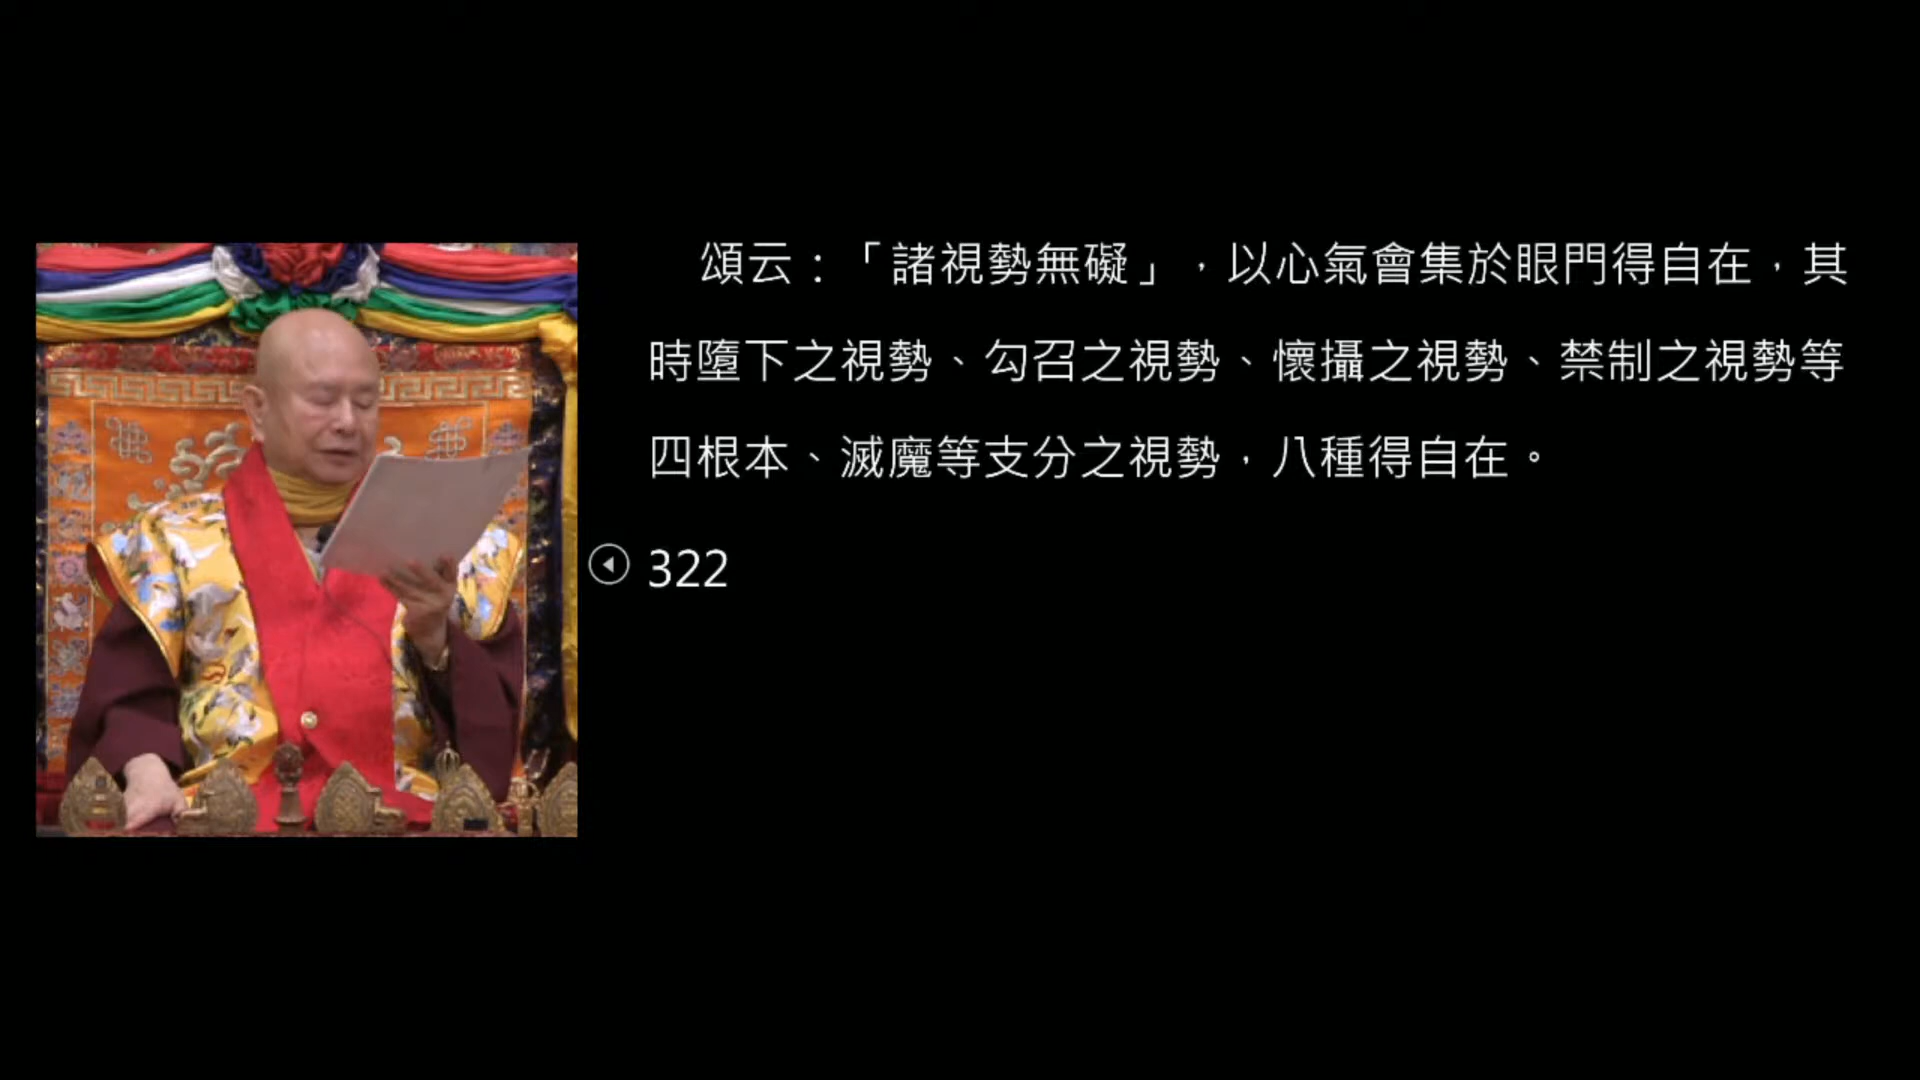 頌云：「諸視勢無礙」，以心氣會集於眼門得自在，其
時墮下之視勢、勾召之視勢、懷攝之視勢、禁制之視勢等
四根本、滅魔等支分之視勢，八種得自在。
322